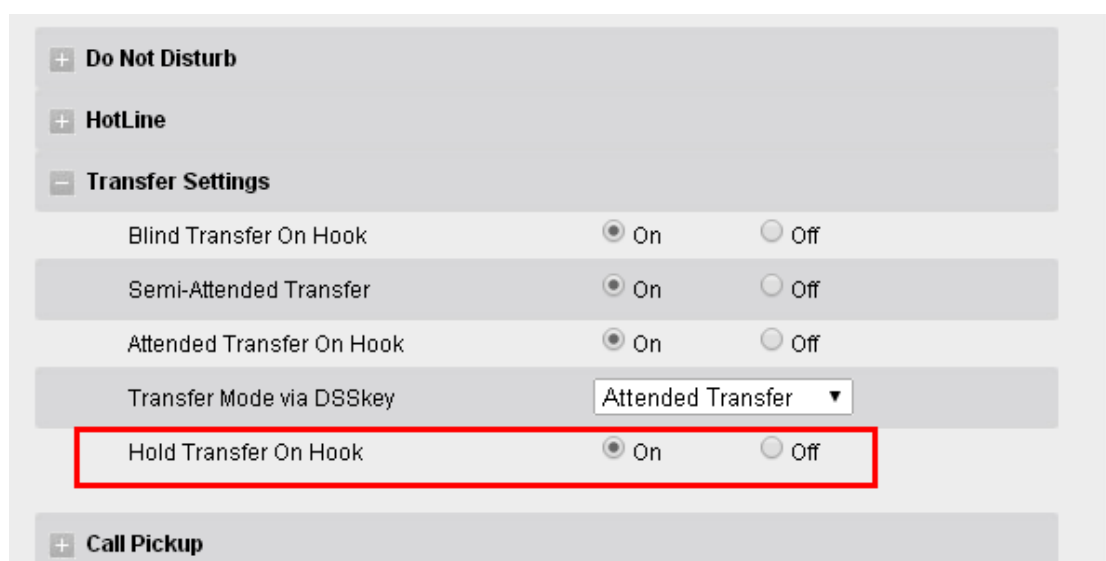 Do Not Disturb
HotLine
Transfer Settings
Blind Transfer On Hook On Off
Semi-Attended Transfer On Off
Attended Transfer On Hook On Off
Transfer Mode via DSSkey Attended Transfer
Hold Transfer On Hook On Off
Call Pickup